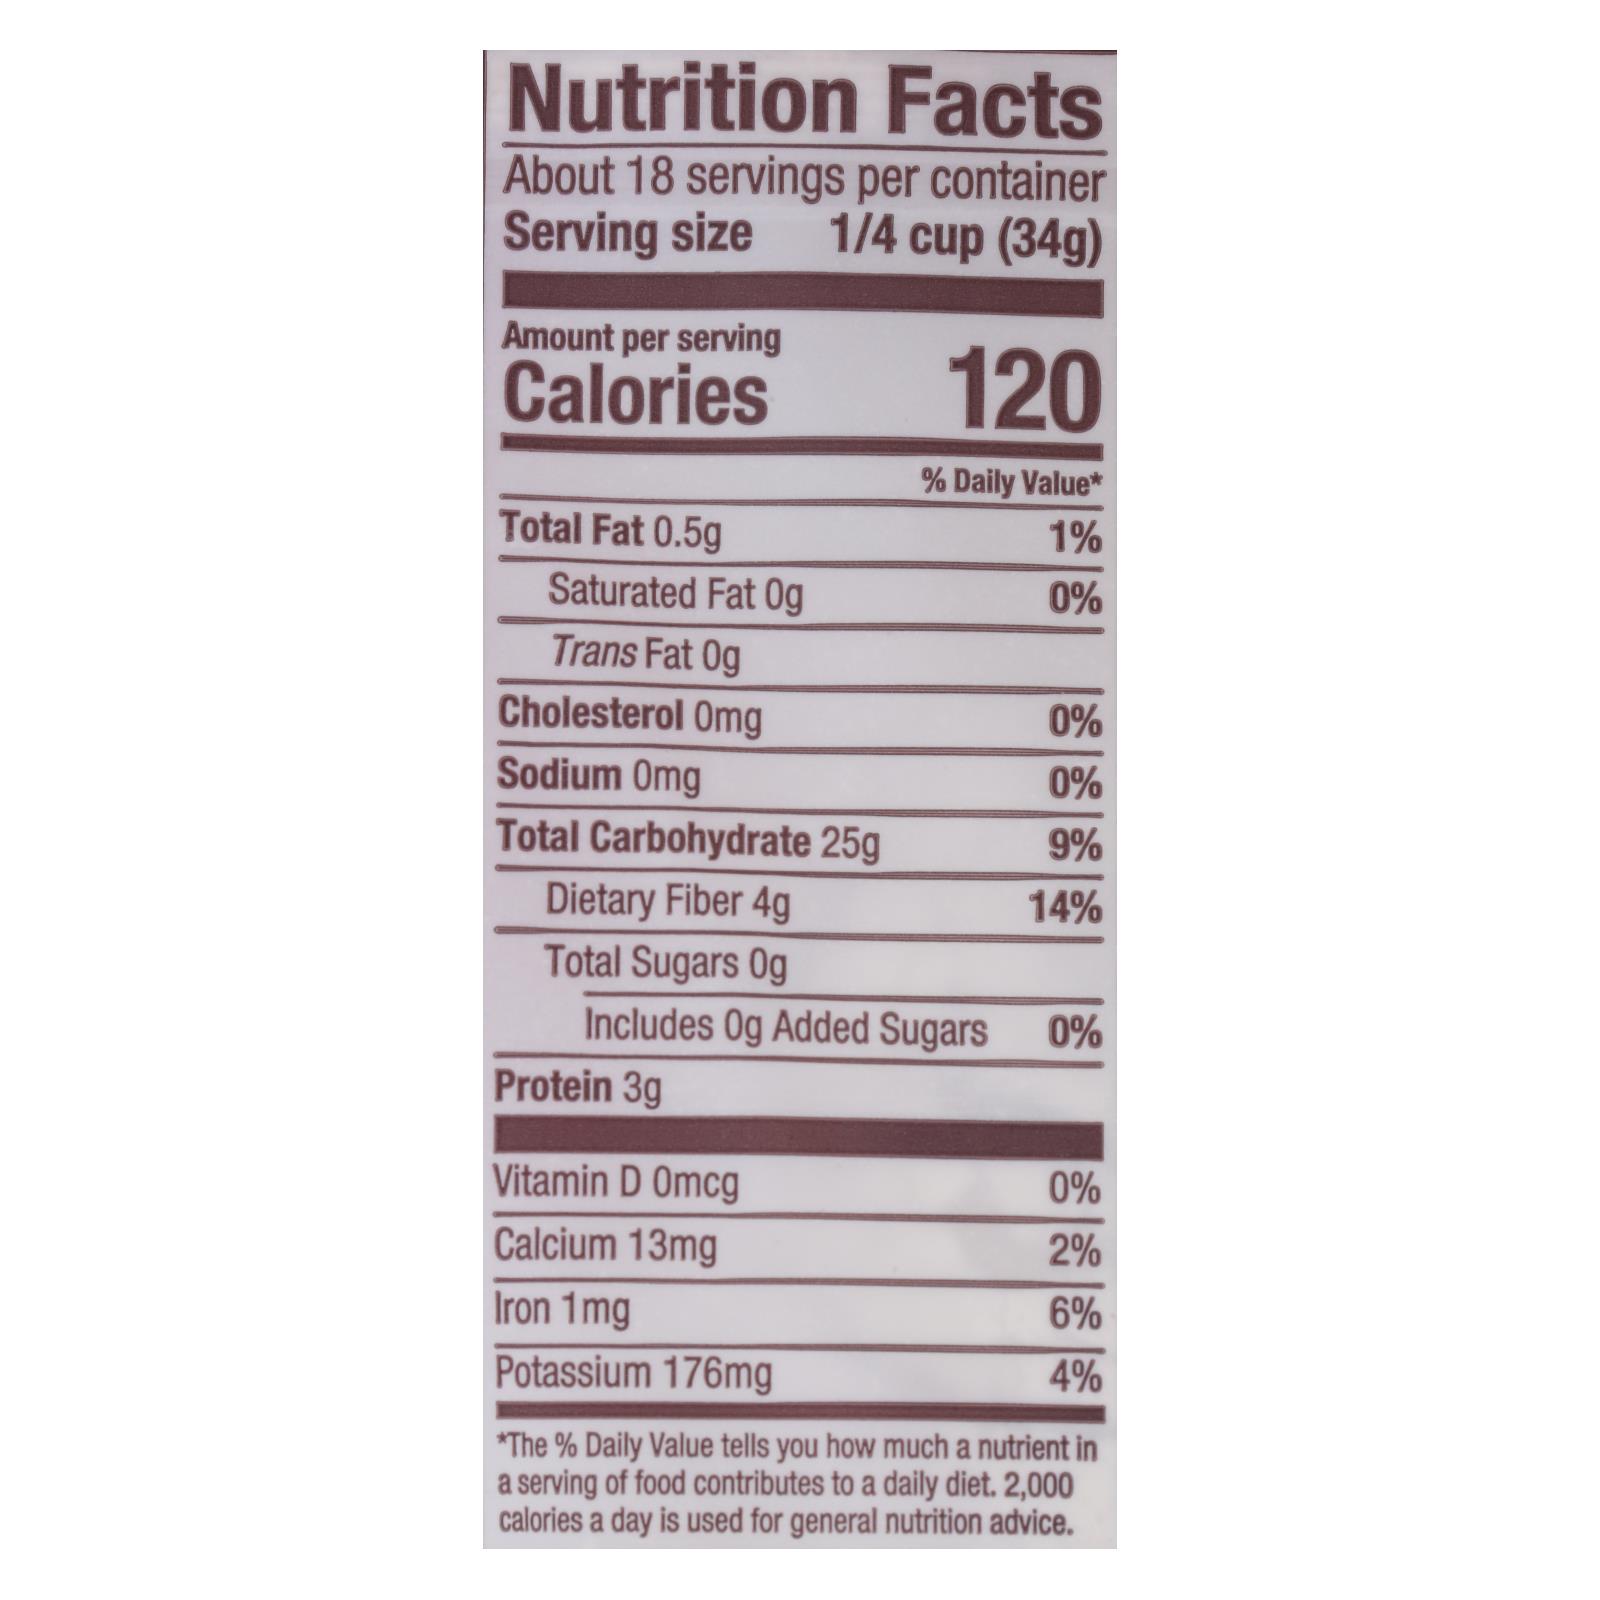 Nutrition Facts
About 18 servings per container
Serving size 1/4 cup (34g)
Amount per serving
Calories 120
% Daily Value*
Total Fat 0.5g 1%
Saturated Fat 0g 0%
Trans Fat 0g
Cholesterol 0mg 0%
Sodium 0mg 0%
Total Carbohydrate 25g 9%
Dietary Fiber 4g 14%
Total Sugars 0g
Includes 0g Added Sugars 0%
Protein 3g
Vitamin D 0mcg 0%
Calcium 13mg 2%
Iron 1mg 6%
Potassium 176mg 4%
*The % Daily Value tells you how much a nutrient in
a serving of food contributes to a daily diet. 2,000
calories a day is used for general nutrition advice.